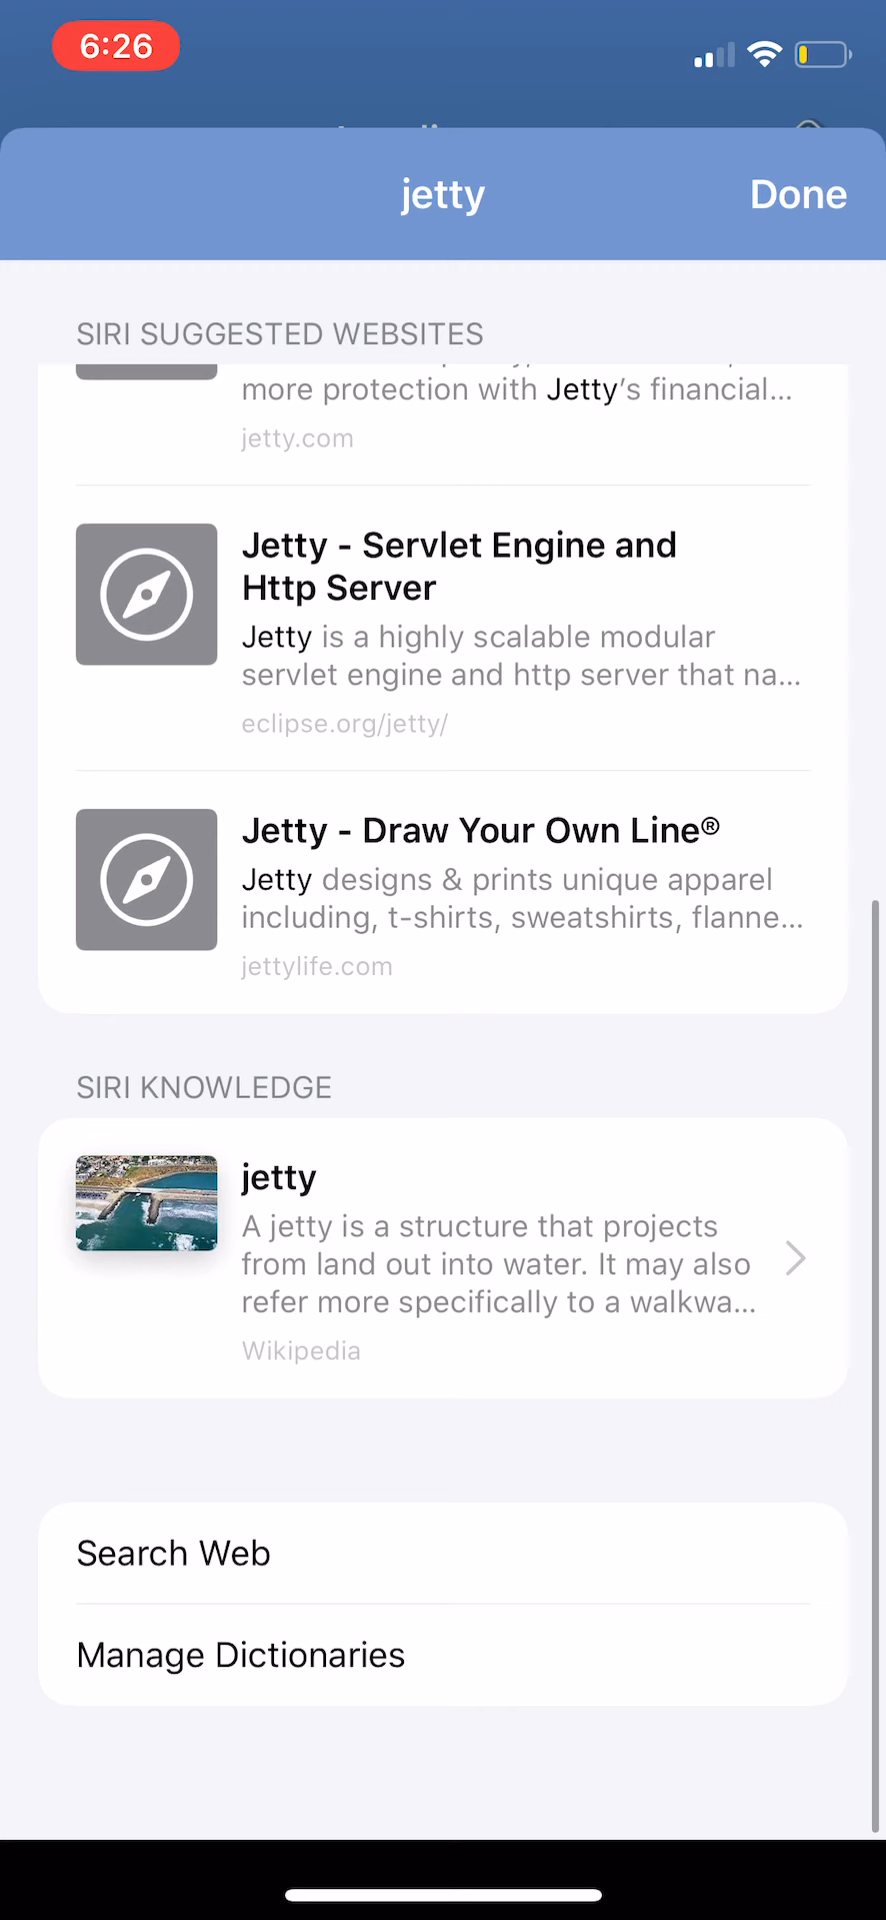 6:26
jetty
Done
SIRI SUGGESTED WEBSITES
more protection with Jetty's financial...
jetty.com
Jetty - Servlet Engine and
Http Server
Jetty is a highly scalable modular
servlet engine and http server that na...
eclipse.org/jetty/
Jetty - Draw Your Own Line®
Jetty designs & prints unique apparel
including, t-shirts, sweatshirts, flanne...
jettylife.com
SIRI KNOWLEDGE
jetty
A jetty is a structure that projects
from land out into water. It may also
refer more specifically to a walkwa...
Wikipedia
Search Web
Manage Dictionaries